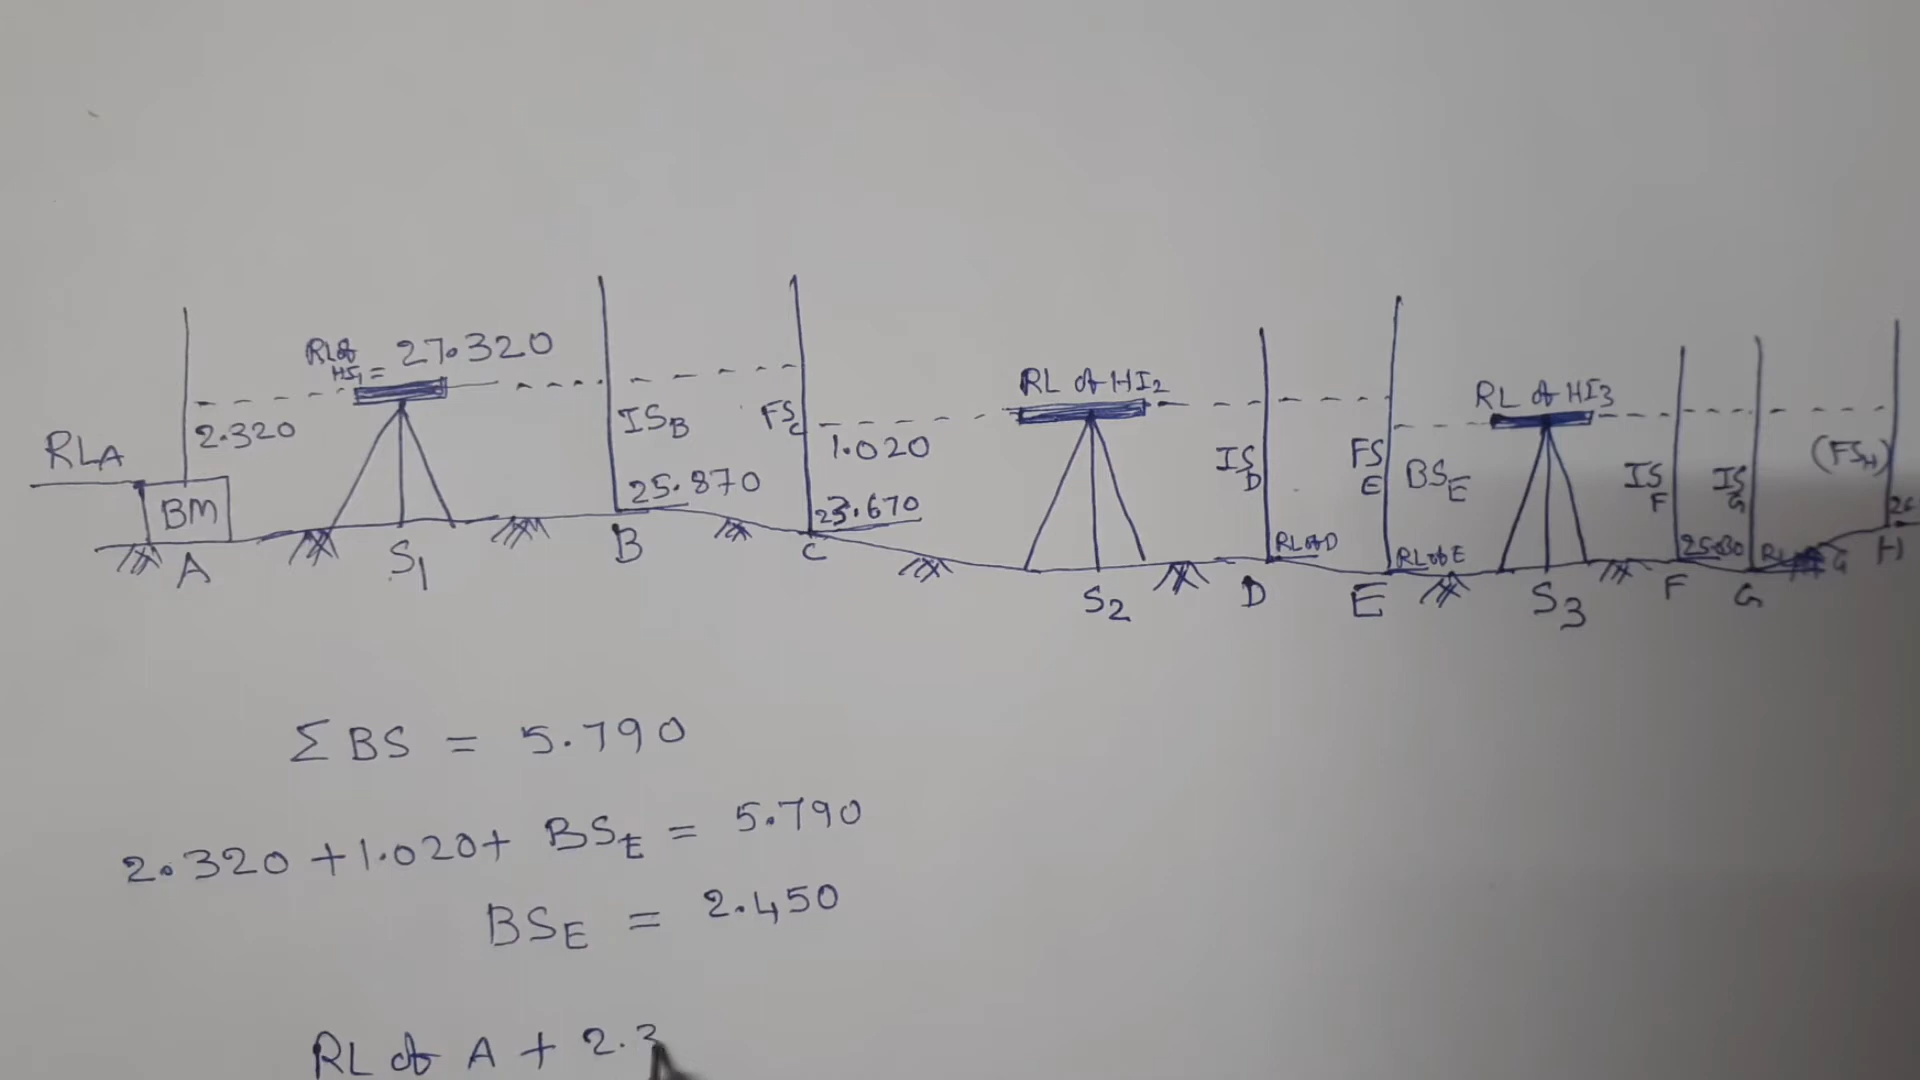 RL of HI1 = 27.320
2.320
RLA
BM
A
S1
ISB
25.870
B
FSC
1.020
23.670
C
RL of HI2
S2
ISD
RL of D
D
FSE
BSE
RL of E
E
RL of HI3
S3
ISF
F
ISG
G
(FSH)
H
ΣBS = 5.790
2.320 + 1.020 + BSE = 5.790
BSE = 2.450
RL of A + 2.3